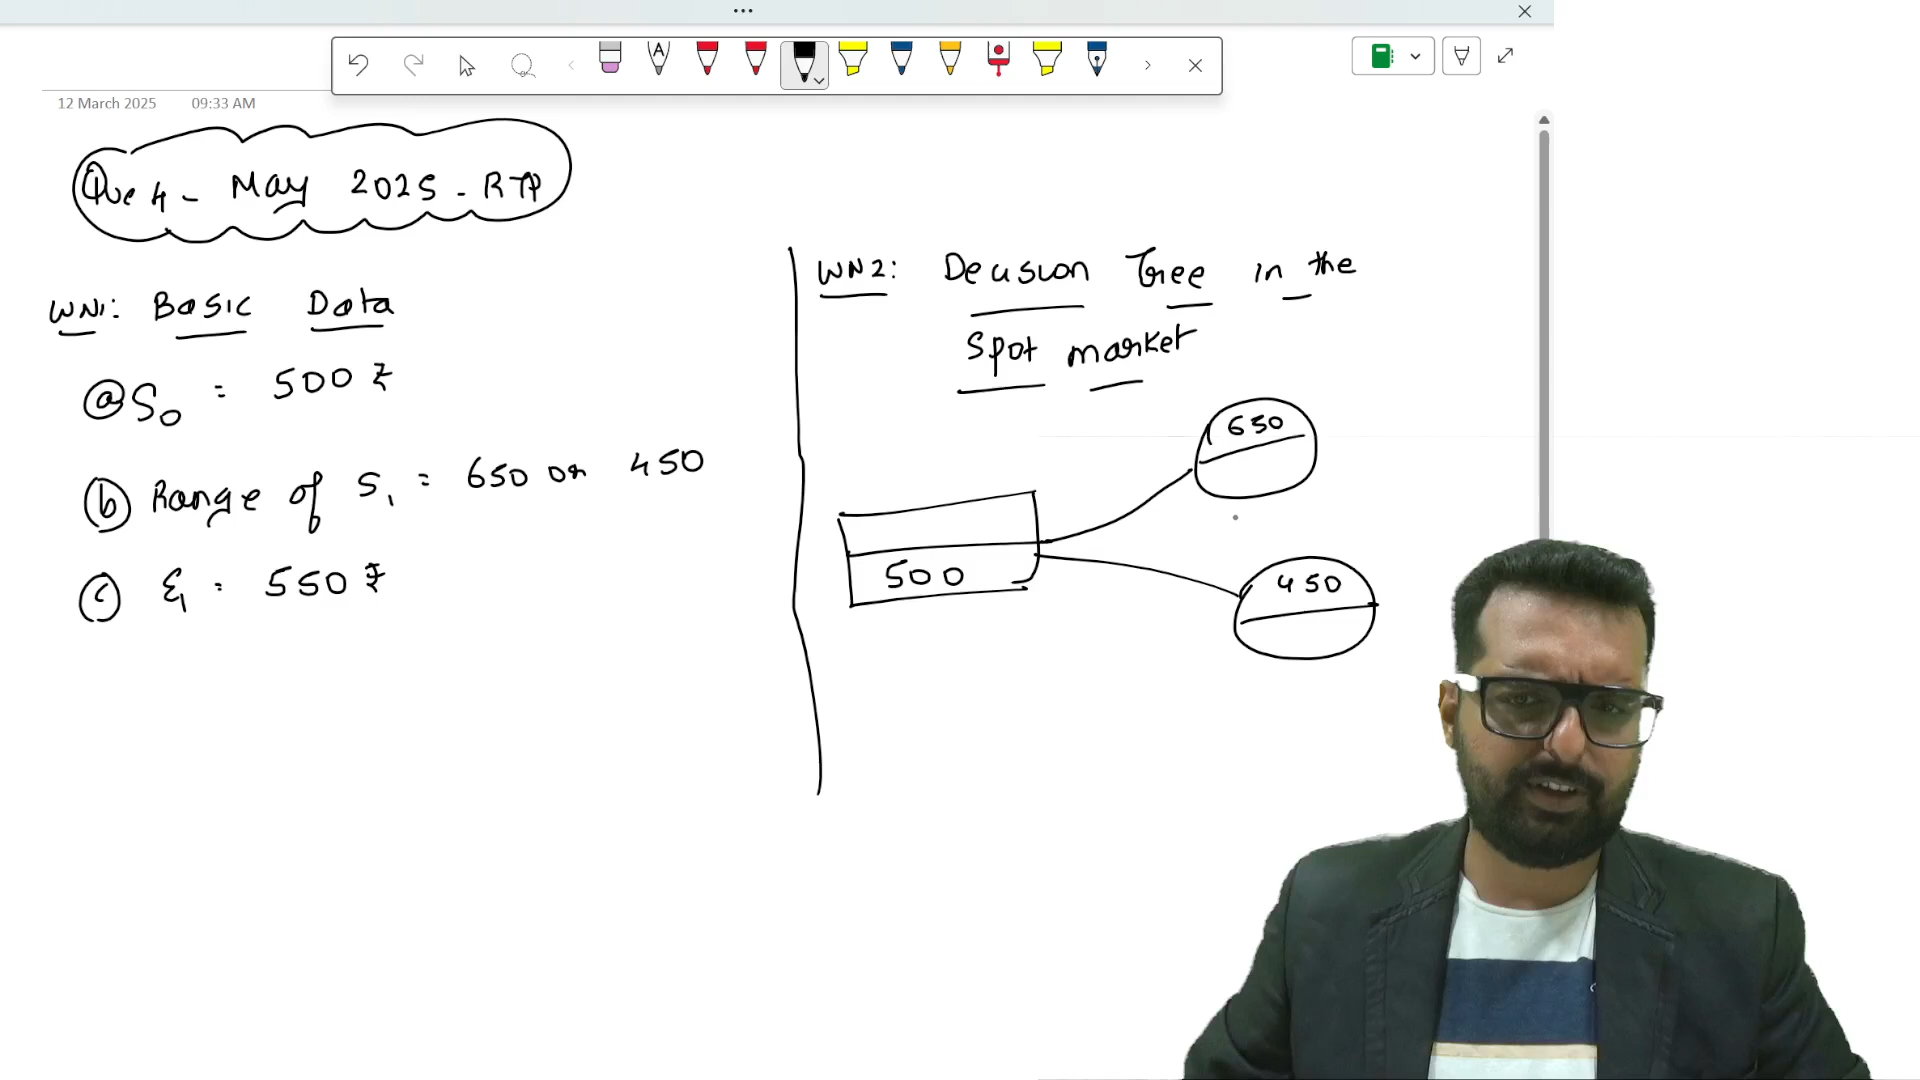 12 March 2025 09:33 AM
Que 4 - May 2025 - RTP
WN1: Basic Data
(a) S0 = 500 ₹
(b) Range of S1 = 650 or 450
(c) E1 = 550 ₹
WN2: Decision Tree in the
Spot market
650
500
450